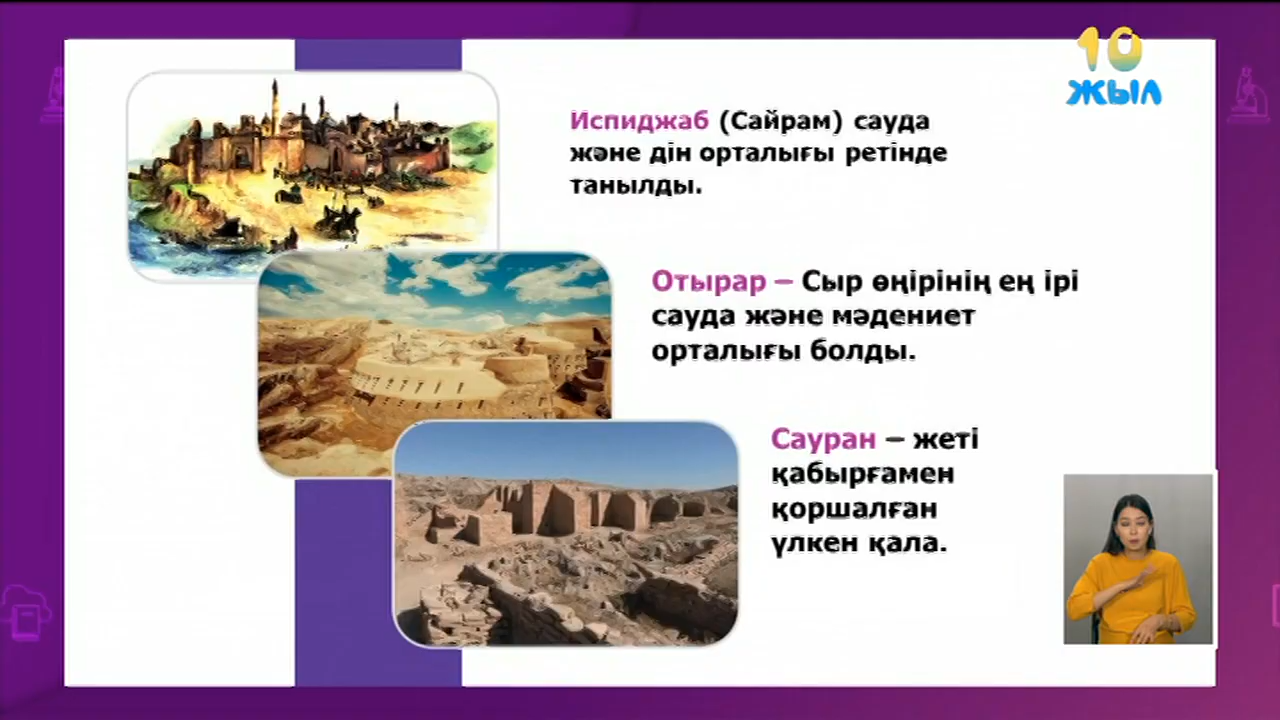 10
ЖЫЛ
Испиджаб (Сайрам) сауда
және дін орталығы ретінде
танылды.
Отырар – Сыр өңірінің ең ірі
сауда және мәдениет
орталығы болды.
Сауран – жеті
қабырғамен
қоршалған
үлкен қала.